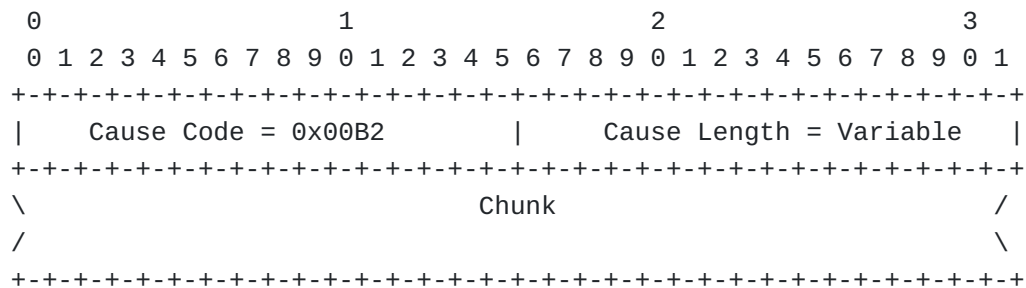 0                   1                   2                   3
 0 1 2 3 4 5 6 7 8 9 0 1 2 3 4 5 6 7 8 9 0 1 2 3 4 5 6 7 8 9 0 1
+-+-+-+-+-+-+-+-+-+-+-+-+-+-+-+-+-+-+-+-+-+-+-+-+-+-+-+-+-+-+-+-+
|    Cause Code = 0x00B2        |     Cause Length = Variable   |
+-+-+-+-+-+-+-+-+-+-+-+-+-+-+-+-+-+-+-+-+-+-+-+-+-+-+-+-+-+-+-+-+
\                             Chunk                            /
/                                                              \
+-+-+-+-+-+-+-+-+-+-+-+-+-+-+-+-+-+-+-+-+-+-+-+-+-+-+-+-+-+-+-+-+